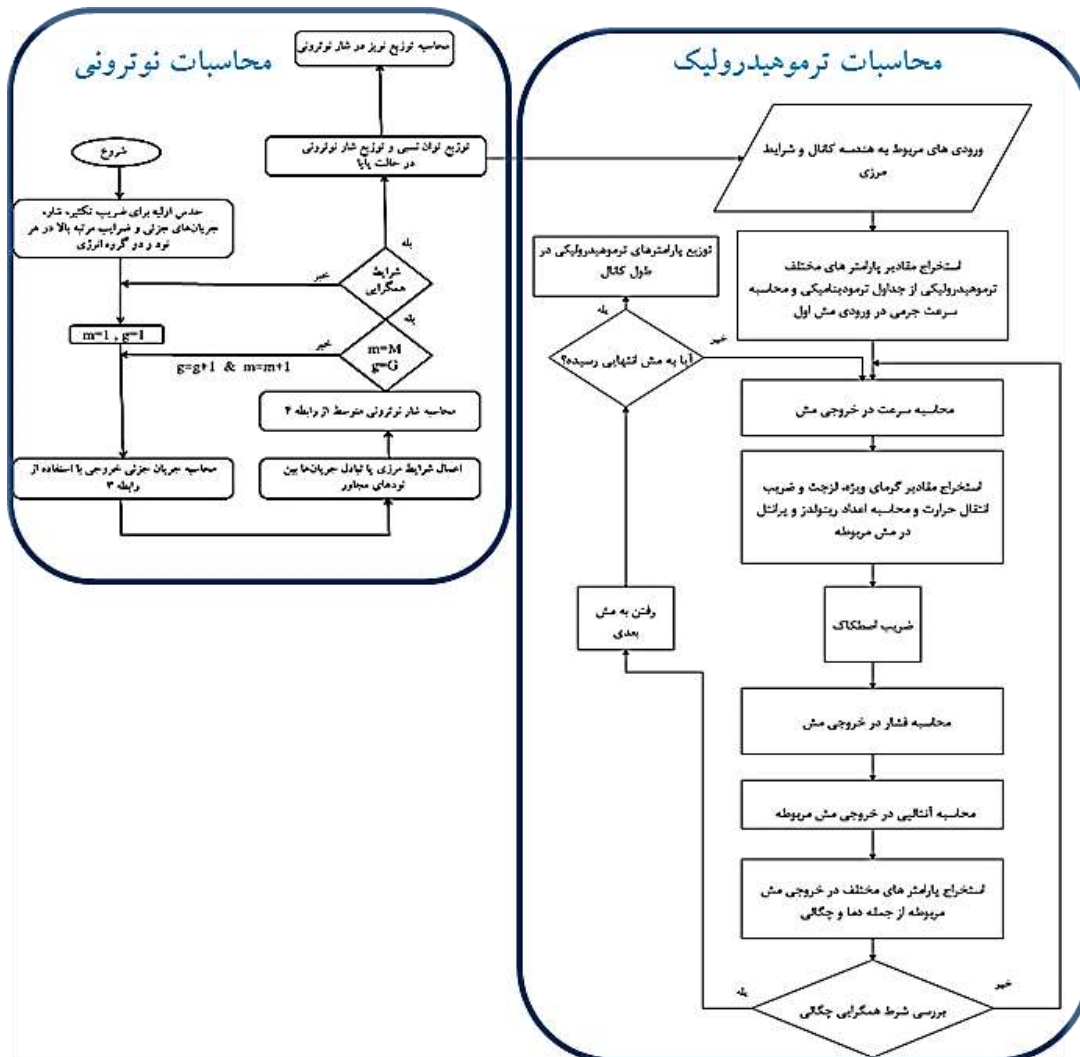 محاسبات نوترونی
محاسبه توزیع نویز در شار نوترونی
توزیع توان نسبی و توزیع شار نوترونی
در حالت پایا
شروع
حدس اولیه برای ضریب تکثیر، شار،
جریان‌های جزئی و ضرایب مرتبه بالا در هر
نود و دو گروه انرژی
بله
شرایط
همگرایی
خیر
m=1 , g=1
بله
m=M
g=G
خیر
g=g+1 & m=m+1
محاسبه شار نوترونی متوسط از رابطه ۴
محاسبه جریان جزئی خروجی با استفاده از
رابطه ۳
اعمال شرایط مرزی با تبادل جریان‌ها بین
نودهای مجاور
محاسبات ترموهیدرولیک
ورودی های مربوط به هندسه کانال و شرایط
مرزی
استخراج مقادیر پارامتر های مختلف
ترموهیدرولیکی از جداول ترمودینامیکی و محاسبه
سرعت جرمی در ورودی مش اول
توزیع پارامترهای ترموهیدرولیکی در
طول کانال
بله
آیا به مش انتهایی رسیده؟
خیر
محاسبه سرعت در خروجی مش
استخراج مقادیر گرمای ویژه، لزجت و ضریب
انتقال حرارت و محاسبه اعداد رینولدز و پرانتل
در مش مربوطه
رفتن به مش
بعدی
ضریب اصطکاک
محاسبه فشار در خروجی مش
محاسبه آنتالپی در خروجی مش مربوطه
استخراج پارامتر های مختلف در خروجی مش
مربوطه از جمله دما و چگالی
بررسی شرط همگرایی چگالی
بله
خیر